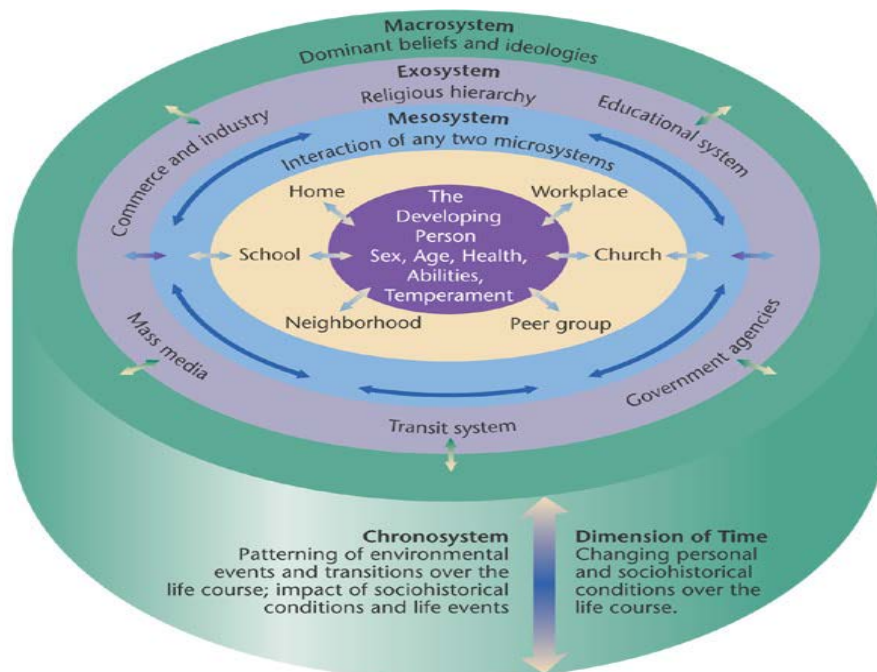 Macrosystem
Dominant beliefs and ideologies
Exosystem
Religious hierarchy
Commerce and industry
Educational system
Mesosystem
Interaction of any two microsystems
Home
Workplace
The
Developing
Person
Sex, Age, Health,
Abilities,
Temperament
School
Church
Neighborhood
Peer group
Mass media
Government agencies
Transit system
Chronosystem
Patterning of environmental
events and transitions over the
life course; impact of sociohistorical
conditions and life events
Dimension of Time
Changing personal
and sociohistorical
conditions over the
life course.